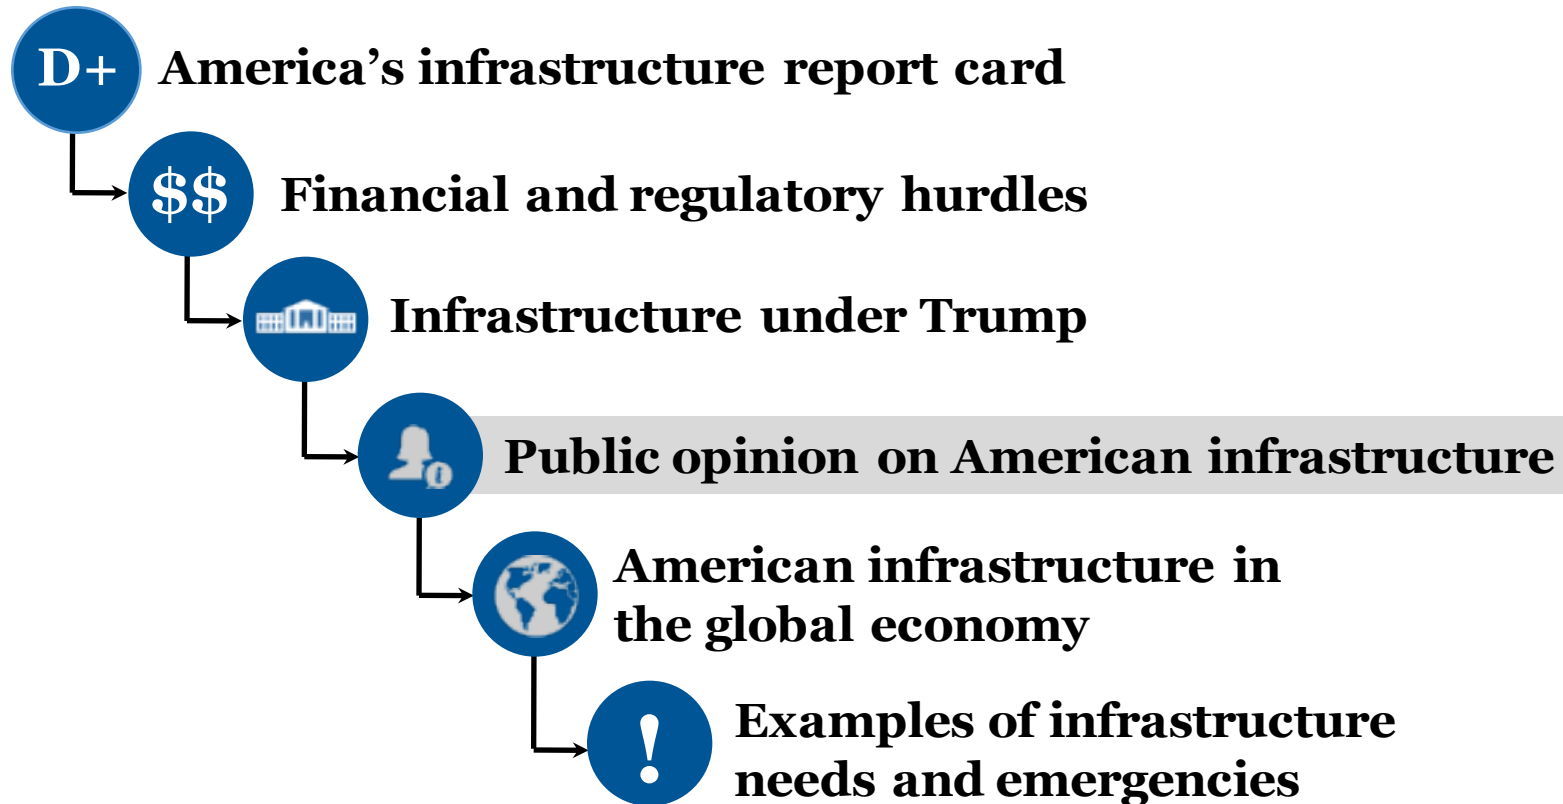 D+ America’s infrastructure report card
$$ Financial and regulatory hurdles
Infrastructure under Trump
Public opinion on American infrastructure
American infrastructure in
the global economy
! Examples of infrastructure
needs and emergencies